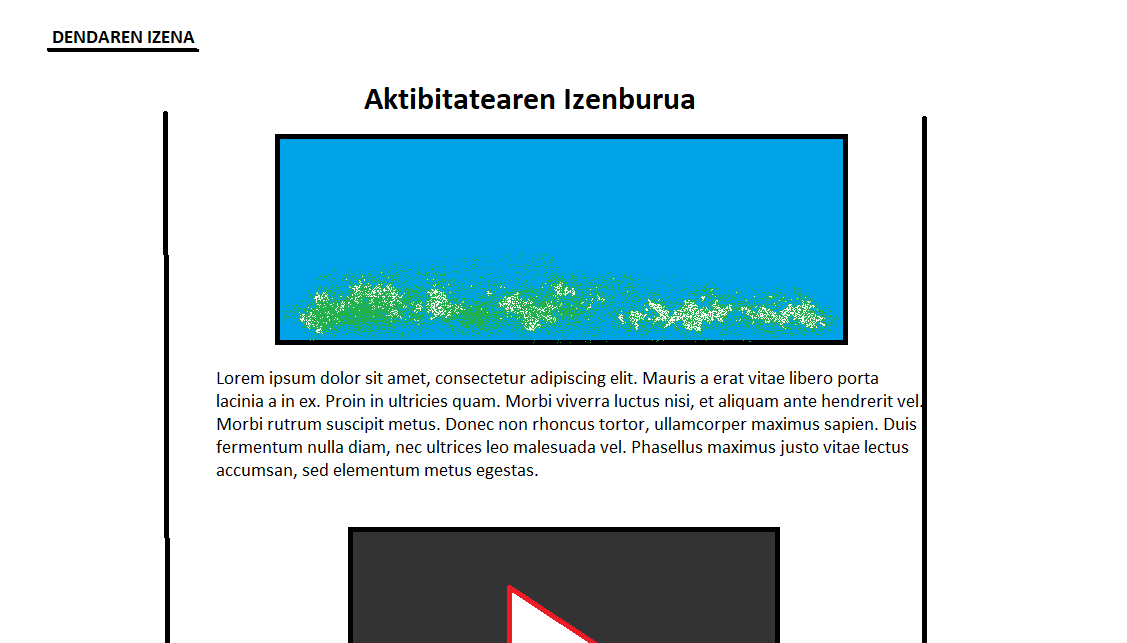 DENDAREN IZENA
Aktibitatearen Izenburua
Lorem ipsum dolor sit amet, consectetur adipiscing elit. Mauris a erat vitae libero porta
lacinia a in ex. Proin in ultricies quam. Morbi viverra luctus nisi, et aliquam ante hendrerit vel.
Morbi rutrum suscipit metus. Donec non rhoncus tortor, ullamcorper maximus sapien. Duis
fermentum nulla diam, nec ultrices leo malesuada vel. Phasellus maximus justo vitae lectus
accumsan, sed elementum metus egestas.